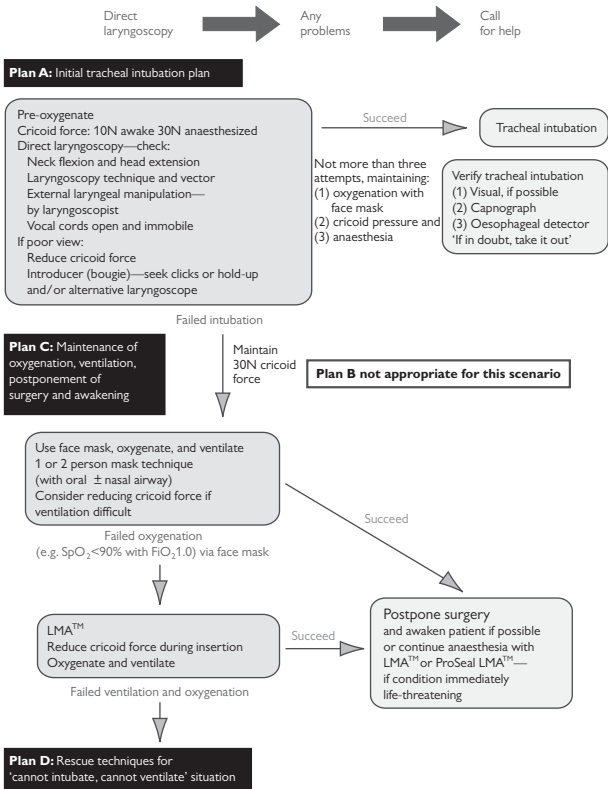 Direct
laryngoscopy
Any
problems
Call
for help
Plan A: Initial tracheal intubation plan
Pre-oxygenate
Cricoid force: 10N awake 30N anaesthesized
Direct laryngoscopy—check:
Neck flexion and head extension
Laryngoscopy technique and vector
External laryngeal manipulation—
by laryngoscopist
Vocal cords open and immobile
If poor view:
Reduce cricoid force
Introducer (bougie)—seek clicks or hold-up
and/or alternative laryngoscope
Succeed
Tracheal intubation
Not more than three
attempts, maintaining:
(1) oxygenation with
face mask
(2) cricoid pressure and
(3) anaesthesia
Verify tracheal intubation
(1) Visual, if possible
(2) Capnograph
(3) Oesophageal detector
'If in doubt, take it out'
Failed intubation
Plan C: Maintenance of
oxygenation, ventilation,
postponement of
surgery and awakening
Maintain
30N cricoid
force
Plan B not appropriate for this scenario
Use face mask, oxygenate, and ventilate
1 or 2 person mask technique
(with oral ± nasal airway)
Consider reducing cricoid force if
ventilation difficult
Succeed
Failed oxygenation
(e.g. SpO₂<90% with FiO₂1.0) via face mask
LMA™
Reduce cricoid force during insertion
Oxygenate and ventilate
Succeed
Postpone surgery
and awaken patient if possible
or continue anaesthesia with
LMA™ or ProSeal LMA™—
if condition immediately
life-threatening
Failed ventilation and oxygenation
Plan D: Rescue techniques for
'cannot intubate, cannot ventilate' situation